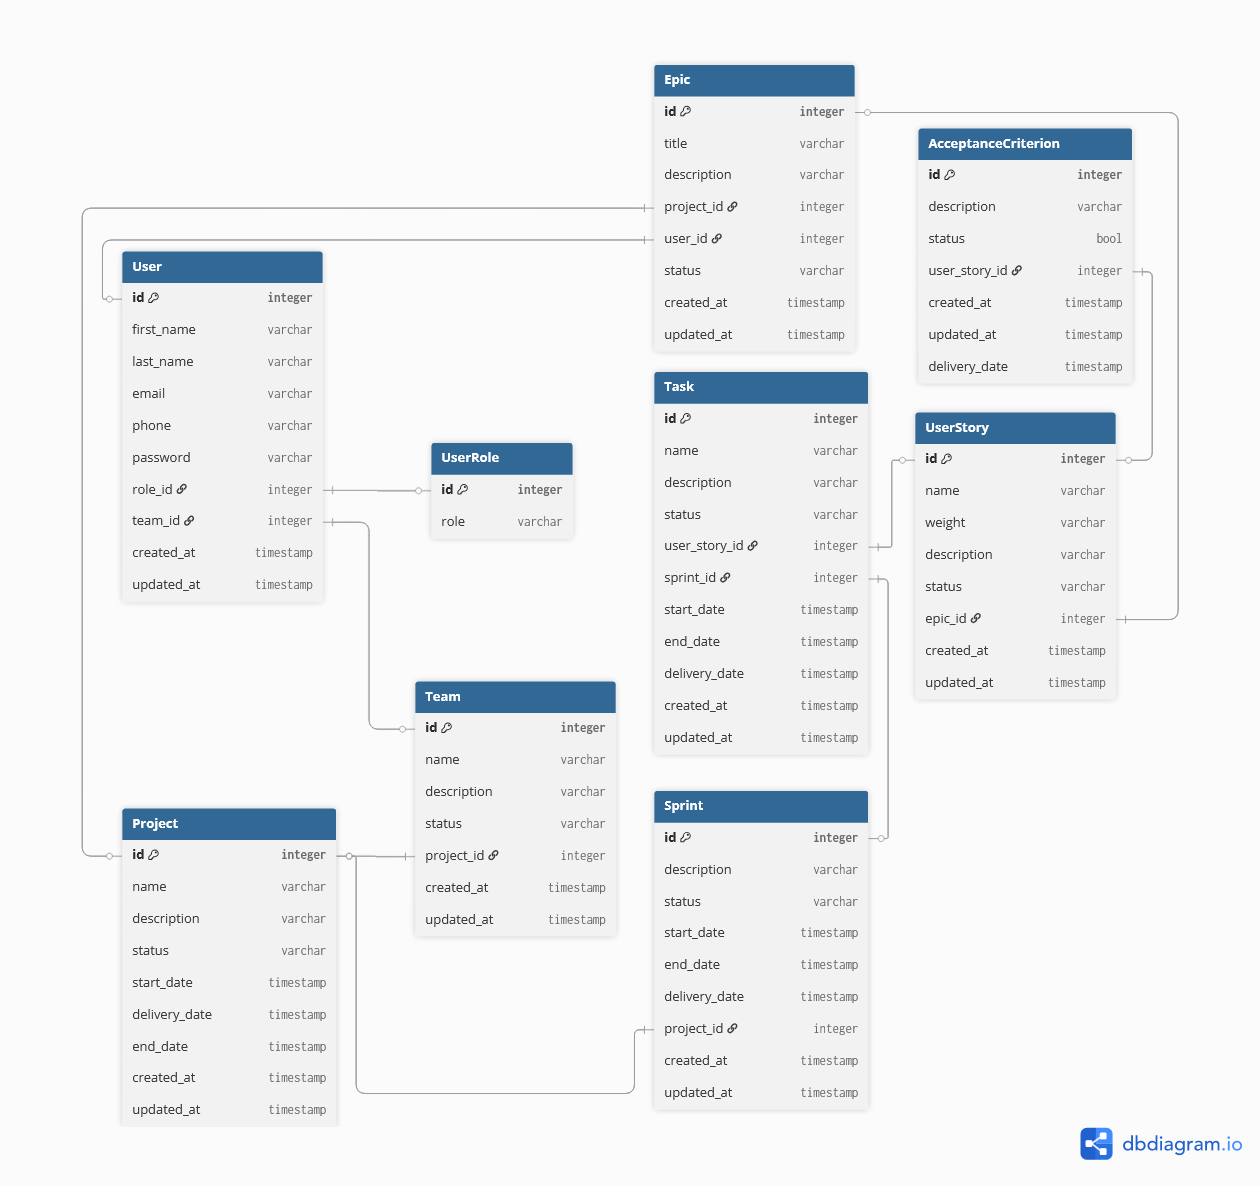 Epic
id integer
title varchar
description varchar
project_id integer
user_id integer
status varchar
created_at timestamp
updated_at timestamp
AcceptanceCriterion
id integer
description varchar
status bool
user_story_id integer
created_at timestamp
updated_at timestamp
delivery_date timestamp
User
id integer
first_name varchar
last_name varchar
email varchar
phone varchar
password varchar
role_id integer
team_id integer
created_at timestamp
updated_at timestamp
UserRole
id integer
role varchar
Task
id integer
name varchar
description varchar
status varchar
user_story_id integer
sprint_id integer
start_date timestamp
end_date timestamp
delivery_date timestamp
created_at timestamp
updated_at timestamp
UserStory
id integer
name varchar
weight varchar
description varchar
status varchar
epic_id integer
created_at timestamp
updated_at timestamp
Team
id integer
name varchar
description varchar
status varchar
project_id integer
created_at timestamp
updated_at timestamp
Project
id integer
name varchar
description varchar
status varchar
start_date timestamp
delivery_date timestamp
end_date timestamp
created_at timestamp
updated_at timestamp
Sprint
id integer
description varchar
status varchar
start_date timestamp
end_date timestamp
delivery_date timestamp
project_id integer
created_at timestamp
updated_at timestamp
dbdiagram.io